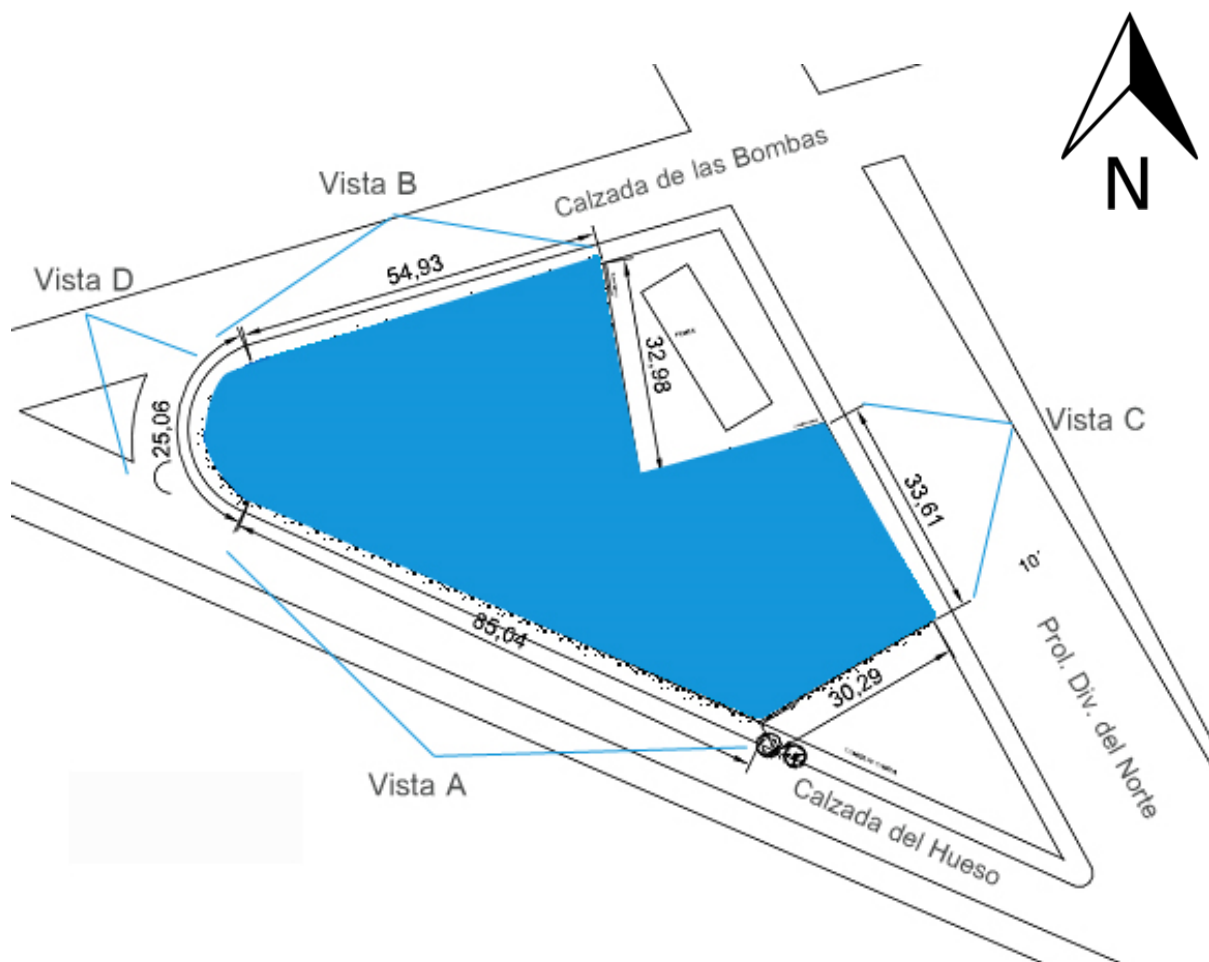 N
Calzada de las Bombas
Vista B
54,93
Vista D
32,98
25,06
Vista C
33,61
10'
85,04
30,29
Prol. Div. del Norte
Vista A
Calzada del Hueso